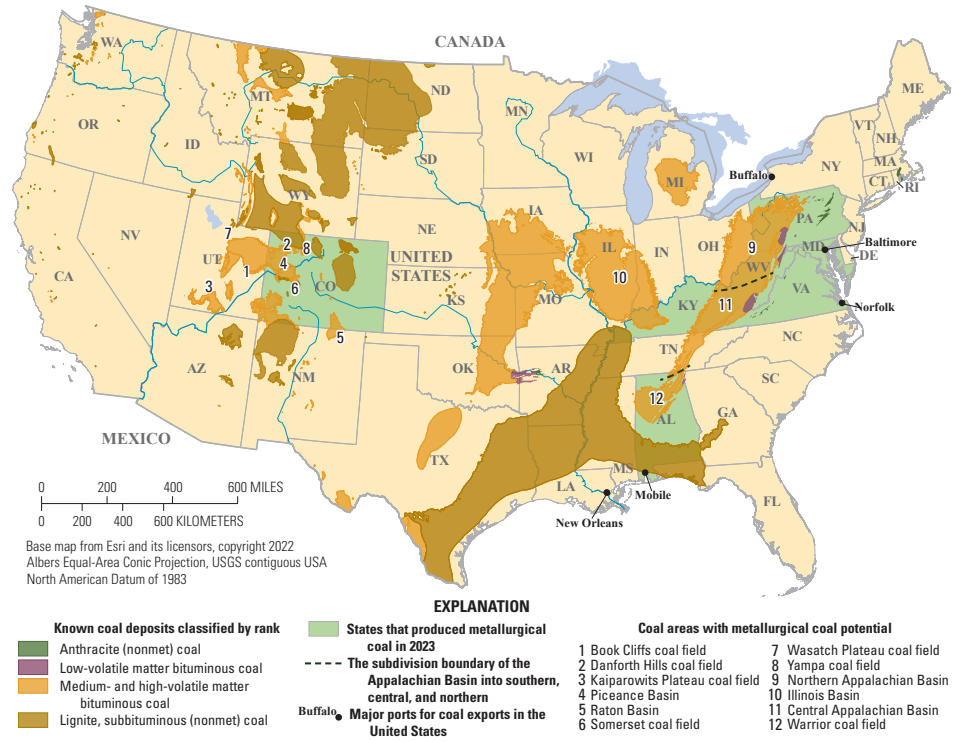 CANADA
WA
MT
ND
MN
ME
OR
ID
SD
WI
VT
NH
NY
MA
CT
RI
Buffalo
MI
WY
IA
NE
NV
UT
7
2
8
4
1
3
6
CO
UNITED
STATES
IL
IN
OH
10
9
PA
NJ
MD
Baltimore
DE
WV
VA
CA
KS
MO
KY
11
Norfolk
5
AZ
NM
OK
AR
TN
NC
12
SC
AL
GA
MEXICO
TX
MS
LA
Mobile
New Orleans
FL
0 200 400 600 MILES
0 200 400 600 KILOMETERS
Base map from Esri and its licensors, copyright 2022
Albers Equal-Area Conic Projection, USGS contiguous USA
North American Datum of 1983
EXPLANATION
Known coal deposits classified by rank
Anthracite (nonmet) coal
Low-volatile matter bituminous coal
Medium- and high-volatile matter
bituminous coal
Lignite, subbituminous (nonmet) coal
States that produced metallurgical
coal in 2023
The subdivision boundary of the
Appalachian Basin into southern,
central, and northern
Buffalo
Major ports for coal exports in the
United States
Coal areas with metallurgical coal potential
1 Book Cliffs coal field
2 Danforth Hills coal field
3 Kaiparowits Plateau coal field
4 Piceance Basin
5 Raton Basin
6 Somerset coal field
7 Wasatch Plateau coal field
8 Yampa coal field
9 Northern Appalachian Basin
10 Illinois Basin
11 Central Appalachian Basin
12 Warrior coal field